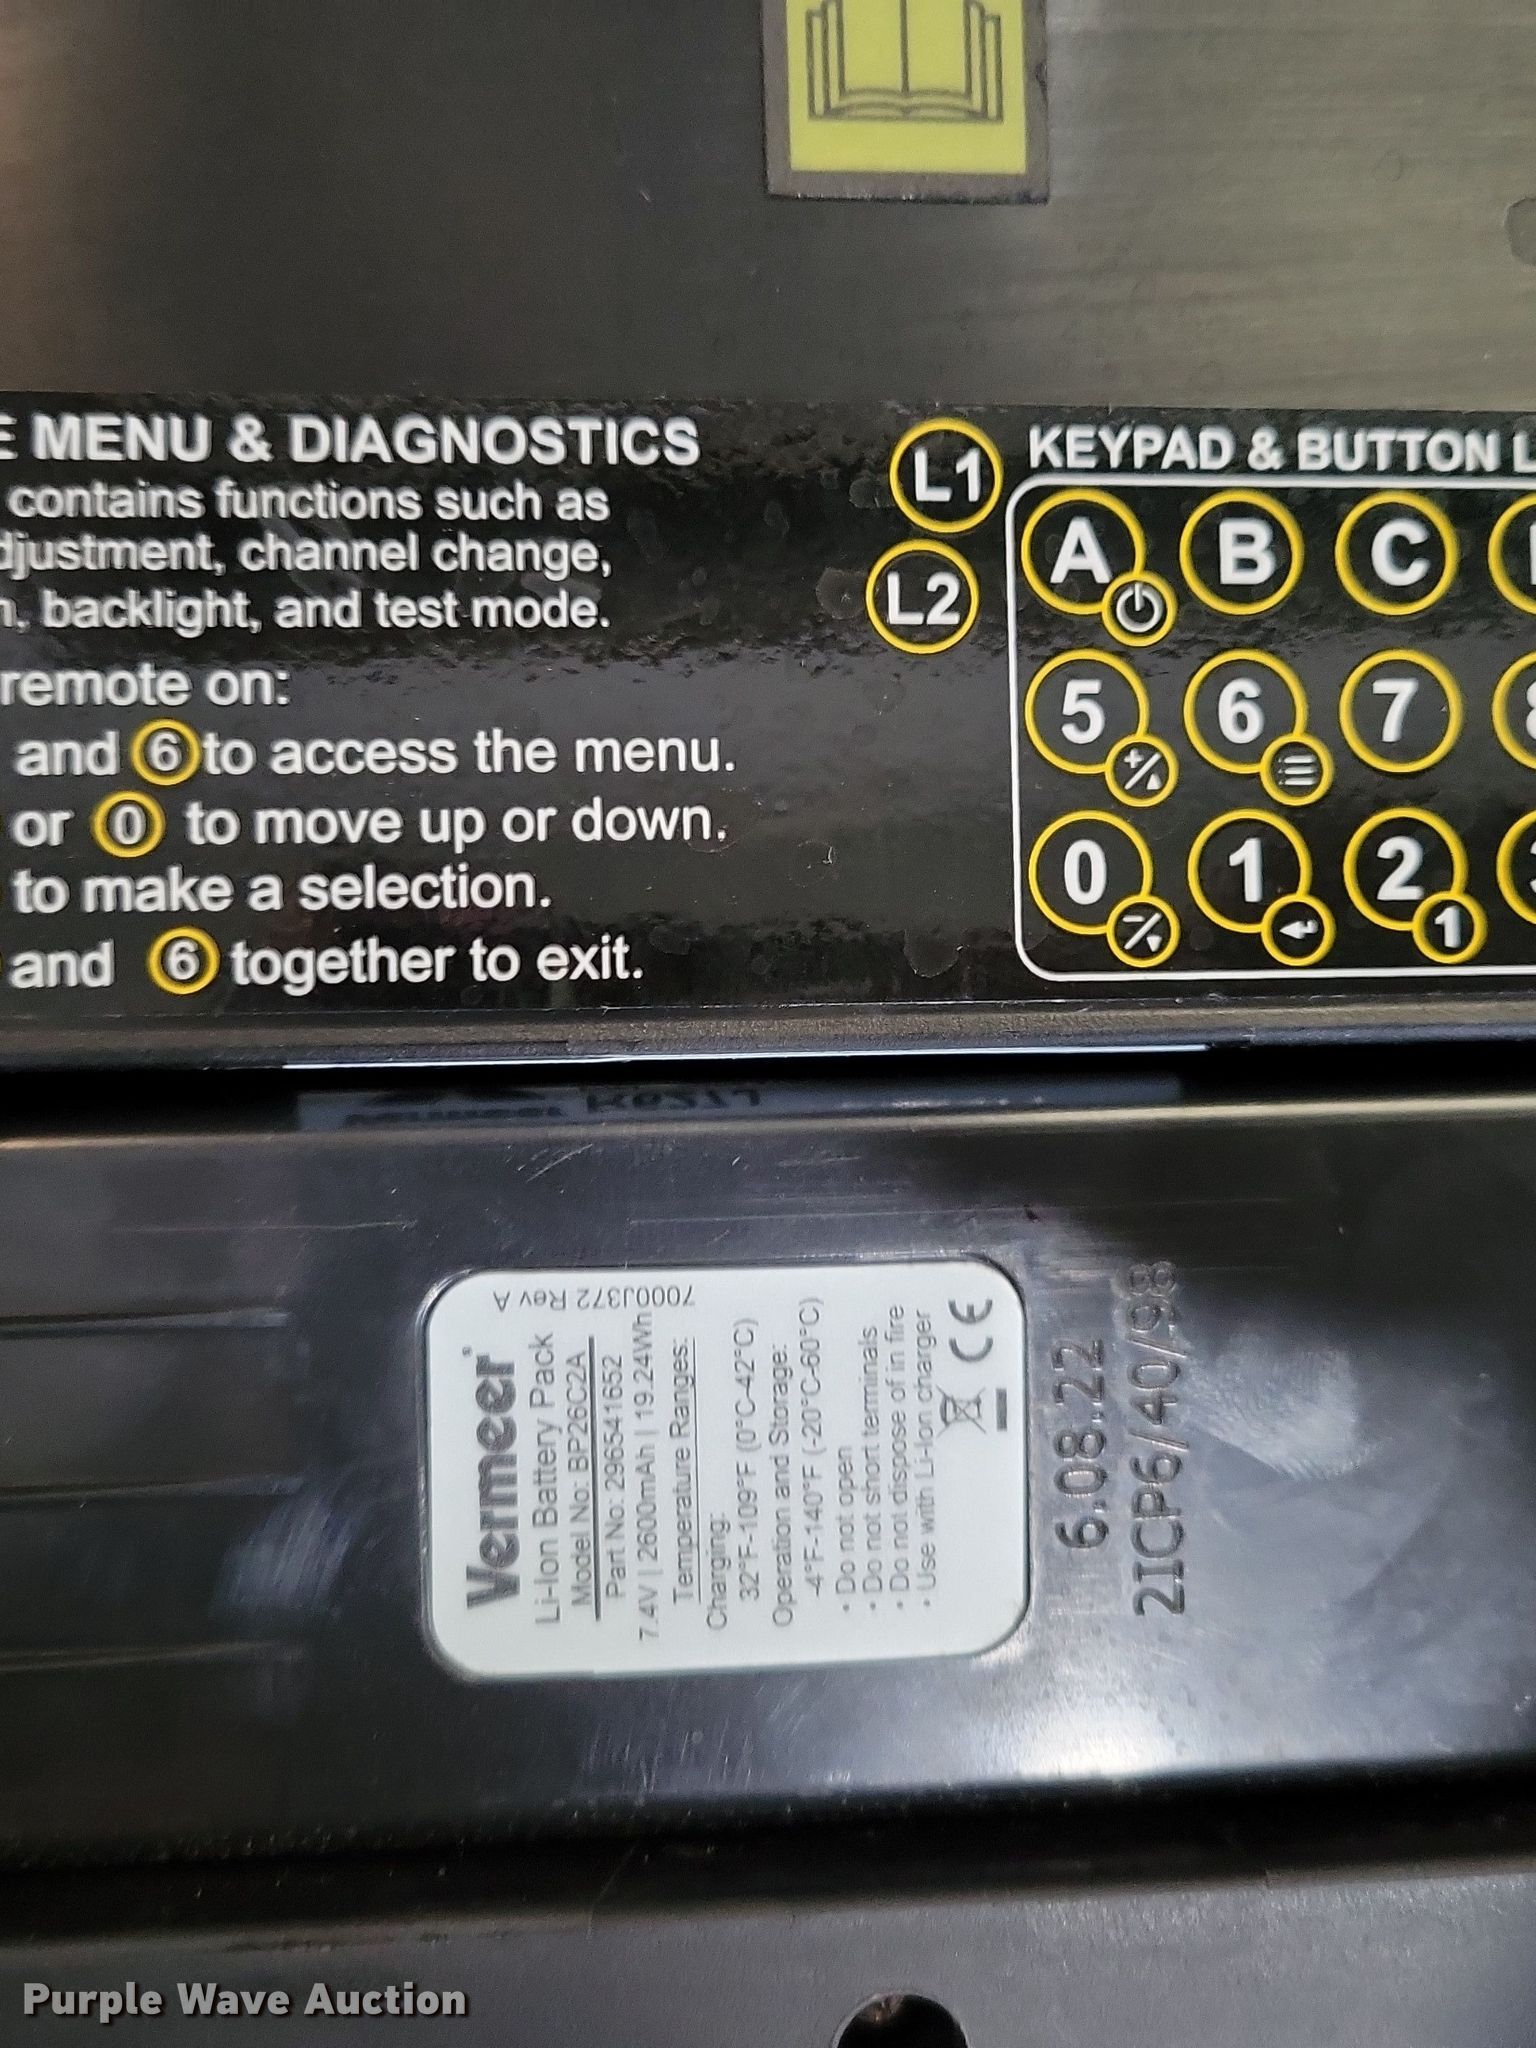 E MENU & DIAGNOSTICS
contains functions such as
djustment, channel change,
n, backlight, and test mode.
remote on:
and 6 to access the menu.
or 0 to move up or down.
to make a selection.
and 6 together to exit.
L1
L2
KEYPAD & BUTTON L
A B C
5 6 7 8
+/
0 1 2 3
-/
1
Vermeer®
Li-Ion Battery Pack
Model No: BP26C2A
Part No: 296541652
7.4V | 2600mAh | 19.24Wh
Temperature Ranges:
Charging:
32°F-109°F (0°C-42°C)
Operation and Storage:
-4°F-140°F (-20°C-60°C)
• Do not open
• Do not short terminals
• Do not dispose of in fire
• Use with Li-Ion charger
CE
7000J372 Rev A
6.08.22
2ICP6/40/98
Purple Wave Auction